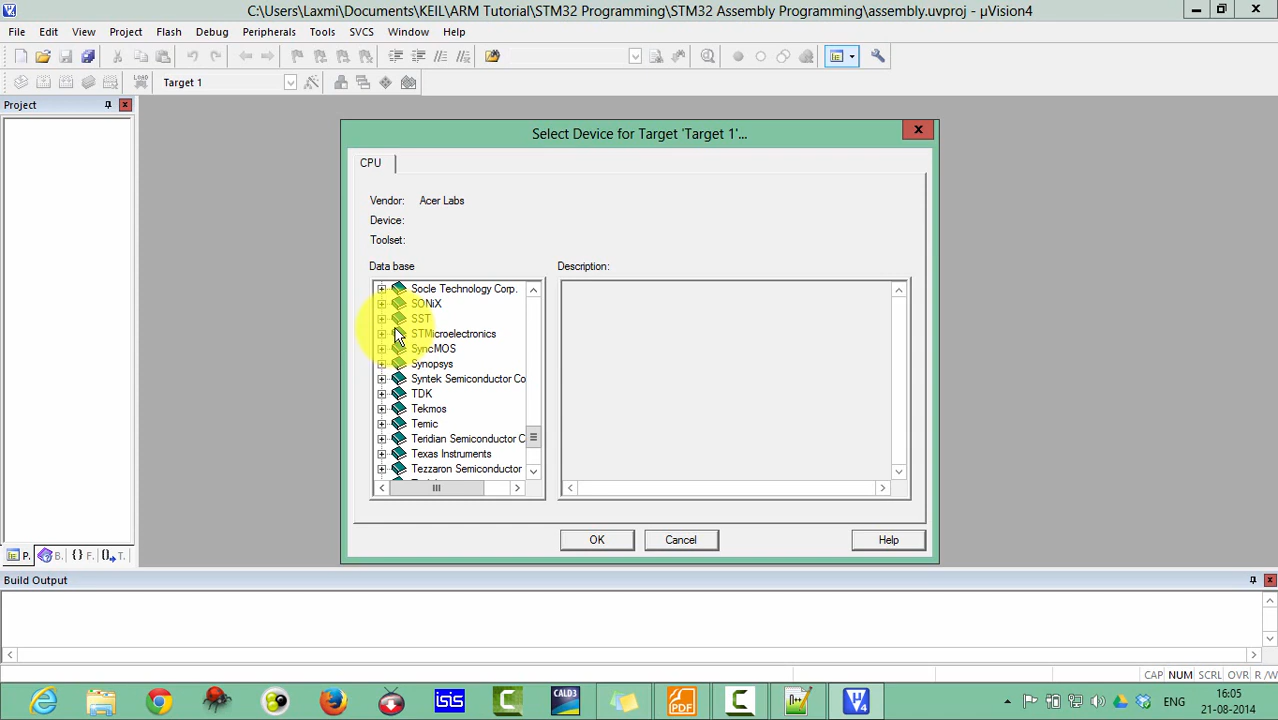 C:\Users\Laxmi\Documents\KEIL\ARM Tutorial\STM32 Programming\STM32 Assembly Programming\assembly.uvproj - µVision4
File Edit View Project Flash Debug Peripherals Tools SVCS Window Help
LOAD Target 1
Project
Select Device for Target 'Target 1'...
CPU
Vendor: Acer Labs
Device:
Toolset:
Data base Description:
Socle Technology Corp.
SONiX
SST
STMicroelectronics
SyncMOS
Synopsys
Syntek Semiconductor Co
TDK
Tekmos
Temic
Teridian Semiconductor C
Texas Instruments
Tezzaron Semiconductor
OK Cancel Help
P. B. {} F. T.
Build Output
CAP NUM SCRL OVR R /W
isis CALD3 PDF
ENG 16:05
21-08-2014